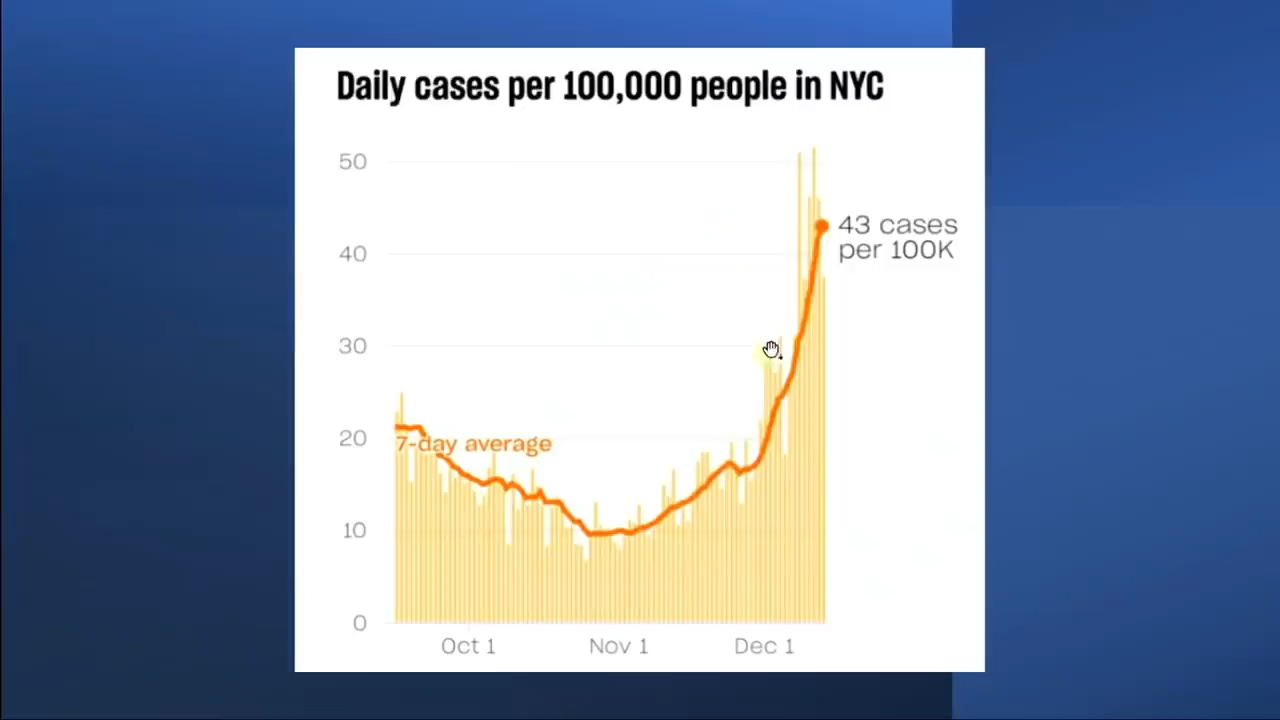 Daily cases per 100,000 people in NYC
50
43 cases
per 100K
40
30
20
7-day average
10
0
Oct 1 Nov 1 Dec 1